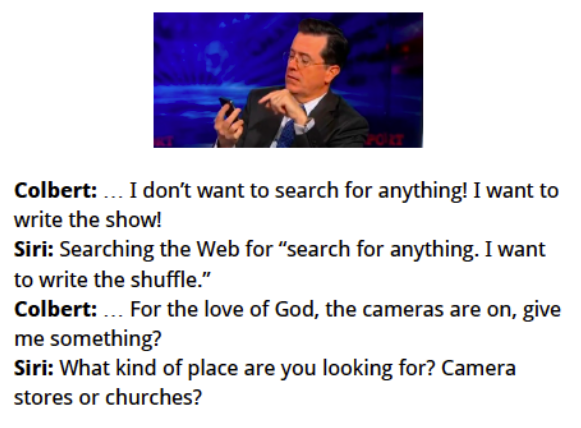 PORT
Colbert: … I don’t want to search for anything! I want to
write the show!
Siri: Searching the Web for “search for anything. I want
to write the shuffle.”
Colbert: … For the love of God, the cameras are on, give
me something?
Siri: What kind of place are you looking for? Camera
stores or churches?